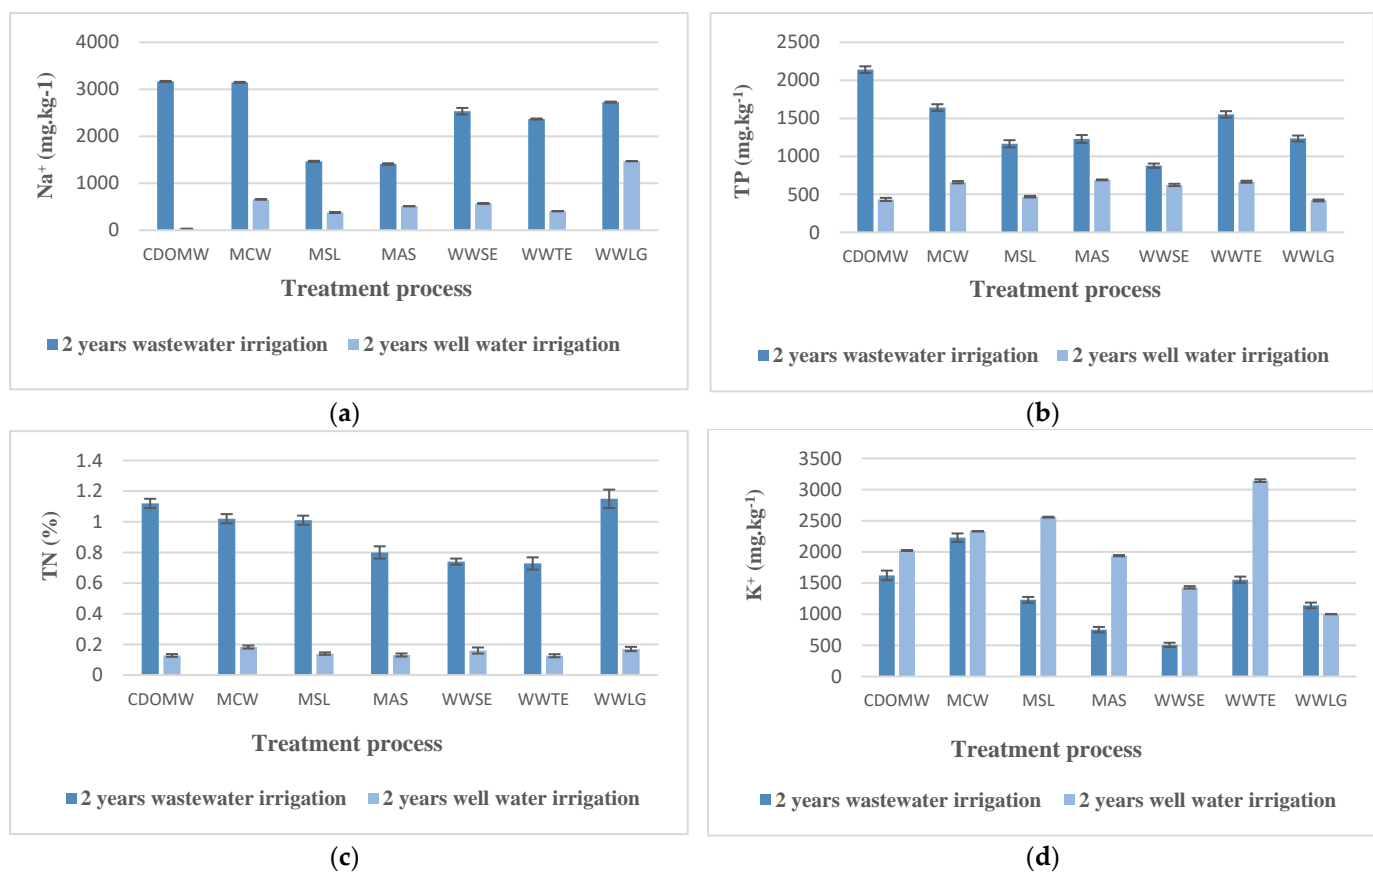 4000
3000
2000
1000
0
Na⁺ (mg.kg-1)
CDOMW MCW MSL MAS WWSE WWTE WWLG
Treatment process
2 years wastewater irrigation 2 years well water irrigation
(a)
2500
2000
1500
1000
500
0
TP (mg.kg⁻¹)
CDOMW MCW MSL MAS WWSE WWTE WWLG
Treatment process
2 years wastewater irrigation 2 years well water irrigation
(b)
1.4
1.2
1
0.8
0.6
0.4
0.2
0
TN (%)
CDOMW MCW MSL MAS WWSE WWTE WWLG
Treatment process
2 years wastewater irrigation 2 years well water irrigation
(c)
3500
3000
2500
2000
1500
1000
500
0
K⁺ (mg.kg⁻¹)
CDOMW MCW MSL MAS WWSE WWTE WWLG
Treatment process
2 years wastewater irrigation 2 years well water irrigation
(d)